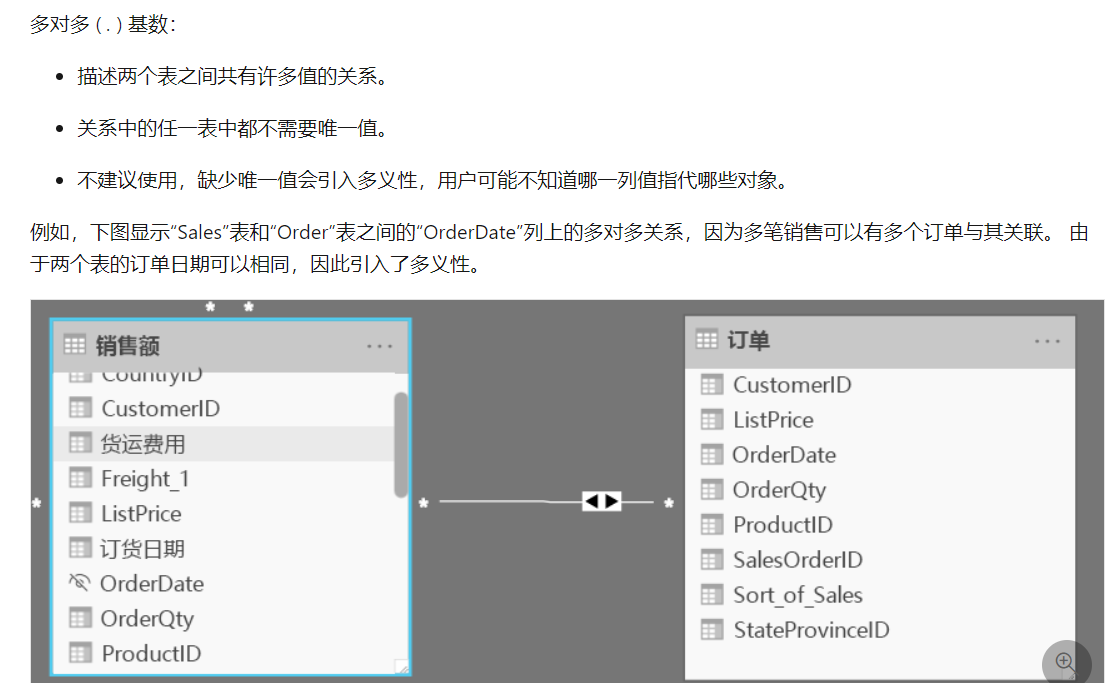 多对多 ( . ) 基数：
• 描述两个表之间共有许多值的关系。
• 关系中的任一表中都不需要唯一值。
• 不建议使用，缺少唯一值会引入多义性，用户可能不知道哪一列值指代哪些对象。
例如，下图显示“Sales”表和“Order”表之间的“OrderDate”列上的多对多关系，因为多笔销售可以有多个订单与其关联。 由
于两个表的订单日期可以相同，因此引入了多义性。
* *
销售额 ...
CountryID
CustomerID
货运费用
Freight_1
ListPrice
订货日期
OrderDate
OrderQty
ProductID
* * *
订单 ...
CustomerID
ListPrice
OrderDate
OrderQty
ProductID
SalesOrderID
Sort_of_Sales
StateProvinceID